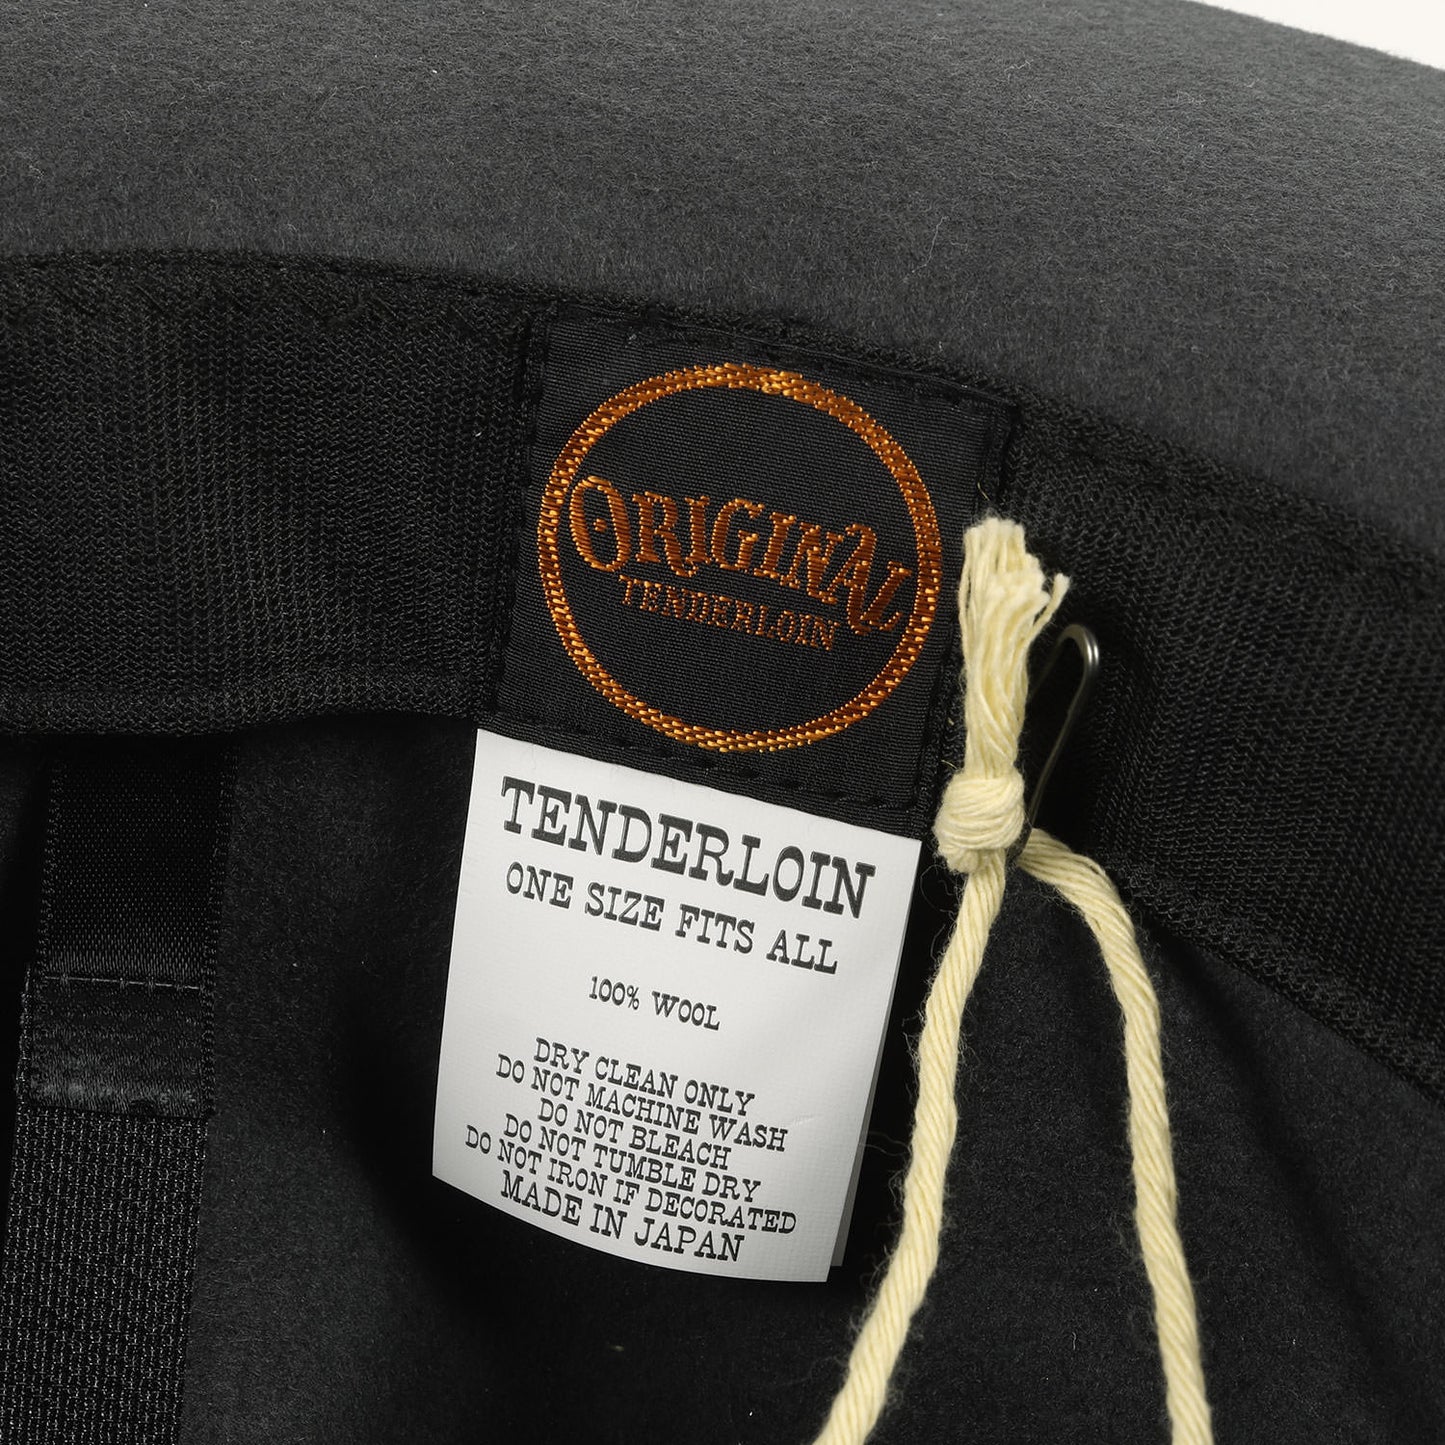 ORIGINAL
TENDERLOIN
TENDERLOIN
ONE SIZE FITS ALL
100% WOOL
DRY CLEAN ONLY
DO NOT MACHINE WASH
DO NOT BLEACH
DO NOT TUMBLE DRY
DO NOT IRON IF DECORATED
MADE IN JAPAN